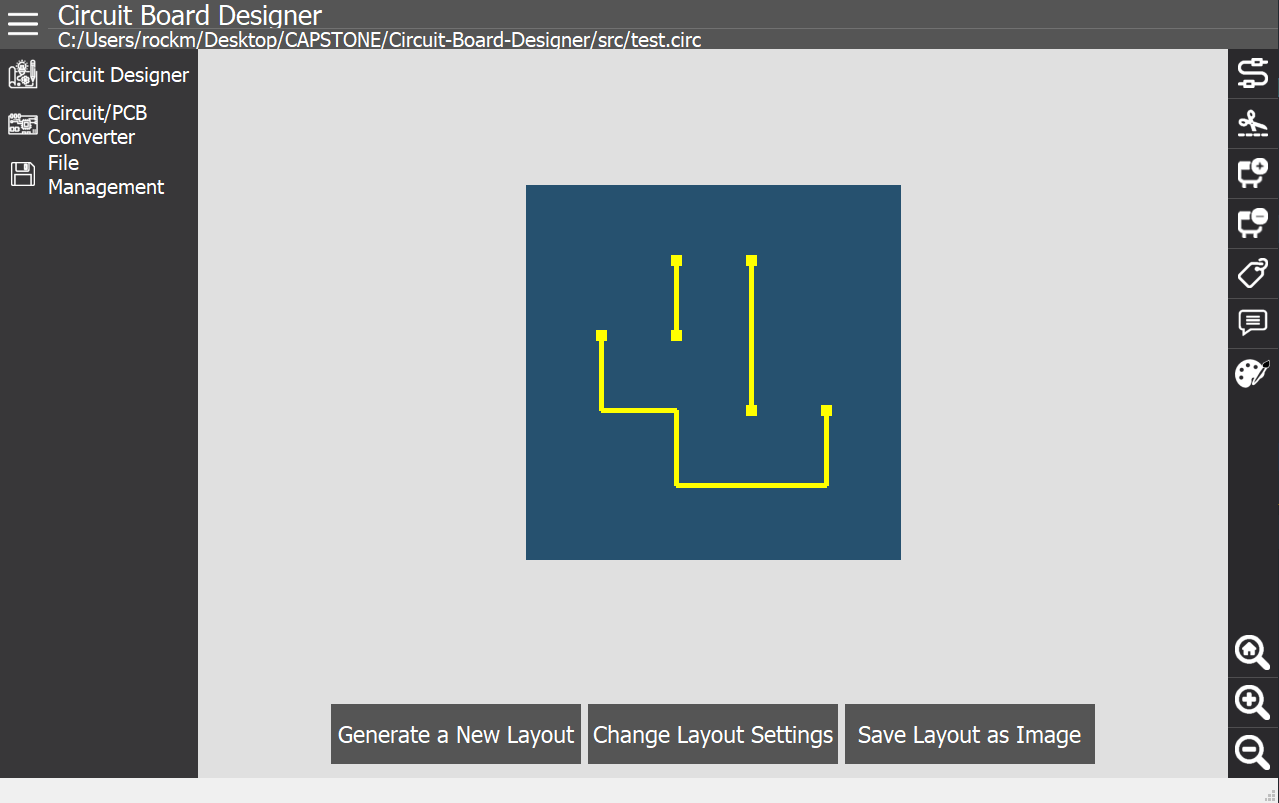 Circuit Board Designer
C:/Users/rockm/Desktop/CAPSTONE/Circuit-Board-Designer/src/test.circ
Circuit Designer
Circuit/PCB
Converter
File
Management
Generate a New Layout
Change Layout Settings
Save Layout as Image